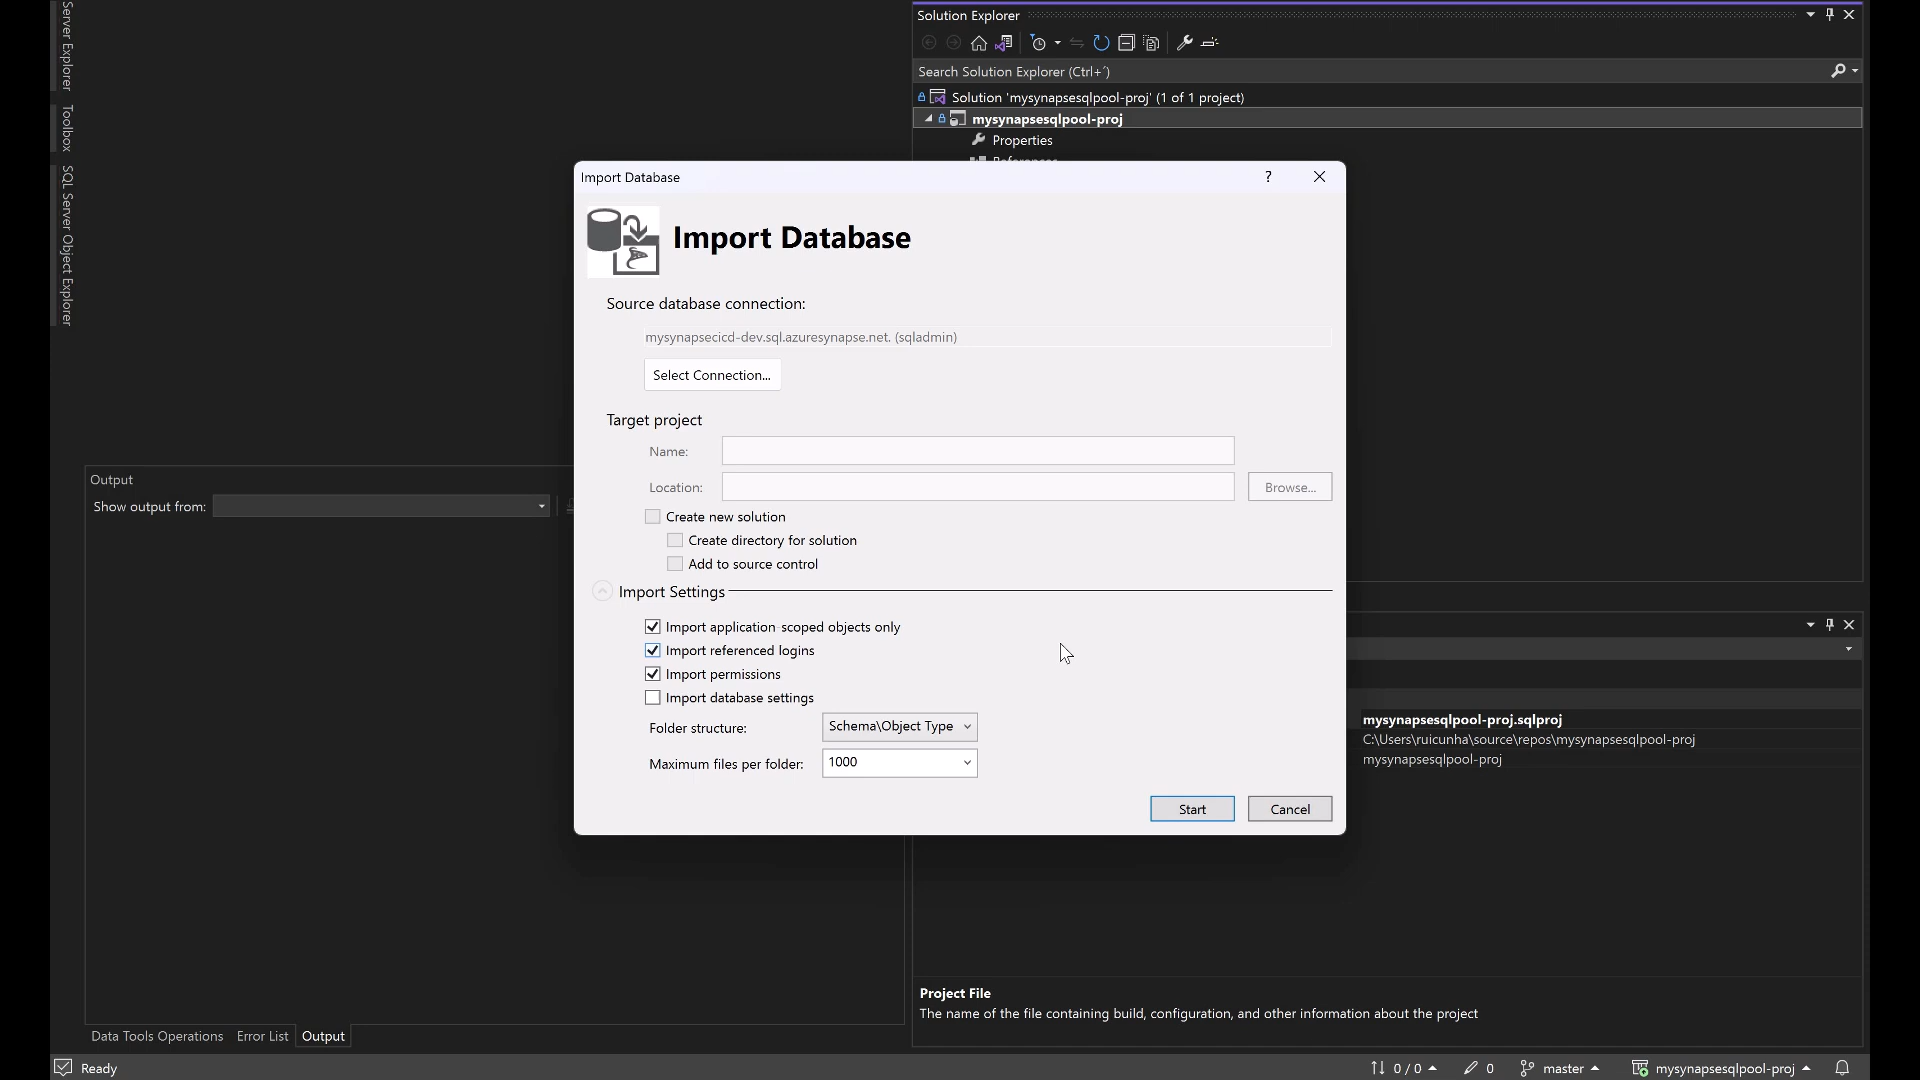 Server Explorer
Toolbox
SQL Server Object Explorer
Solution Explorer
Search Solution Explorer (Ctrl+´)
Solution 'mysynapsesqlpool-proj' (1 of 1 project)
mysynapsesqlpool-proj
Properties
References
Import Database
?
Import Database
Source database connection:
mysynapsecicd-dev.sql.azuresynapse.net. (sqladmin)
Select Connection...
Target project
Name:
Location:
Browse...
Create new solution
Create directory for solution
Add to source control
Import Settings
Import application-scoped objects only
Import referenced logins
Import permissions
Import database settings
Folder structure:
Schema\Object Type
Maximum files per folder:
1000
Start
Cancel
Output
Show output from:
mysynapsesqlpool-proj.sqlproj
C:\Users\ruicunha\source\repos\mysynapsesqlpool-proj
mysynapsesqlpool-proj
Project File
The name of the file containing build, configuration, and other information about the project
Data Tools Operations
Error List
Output
Ready
0 / 0
0
master
mysynapsesqlpool-proj